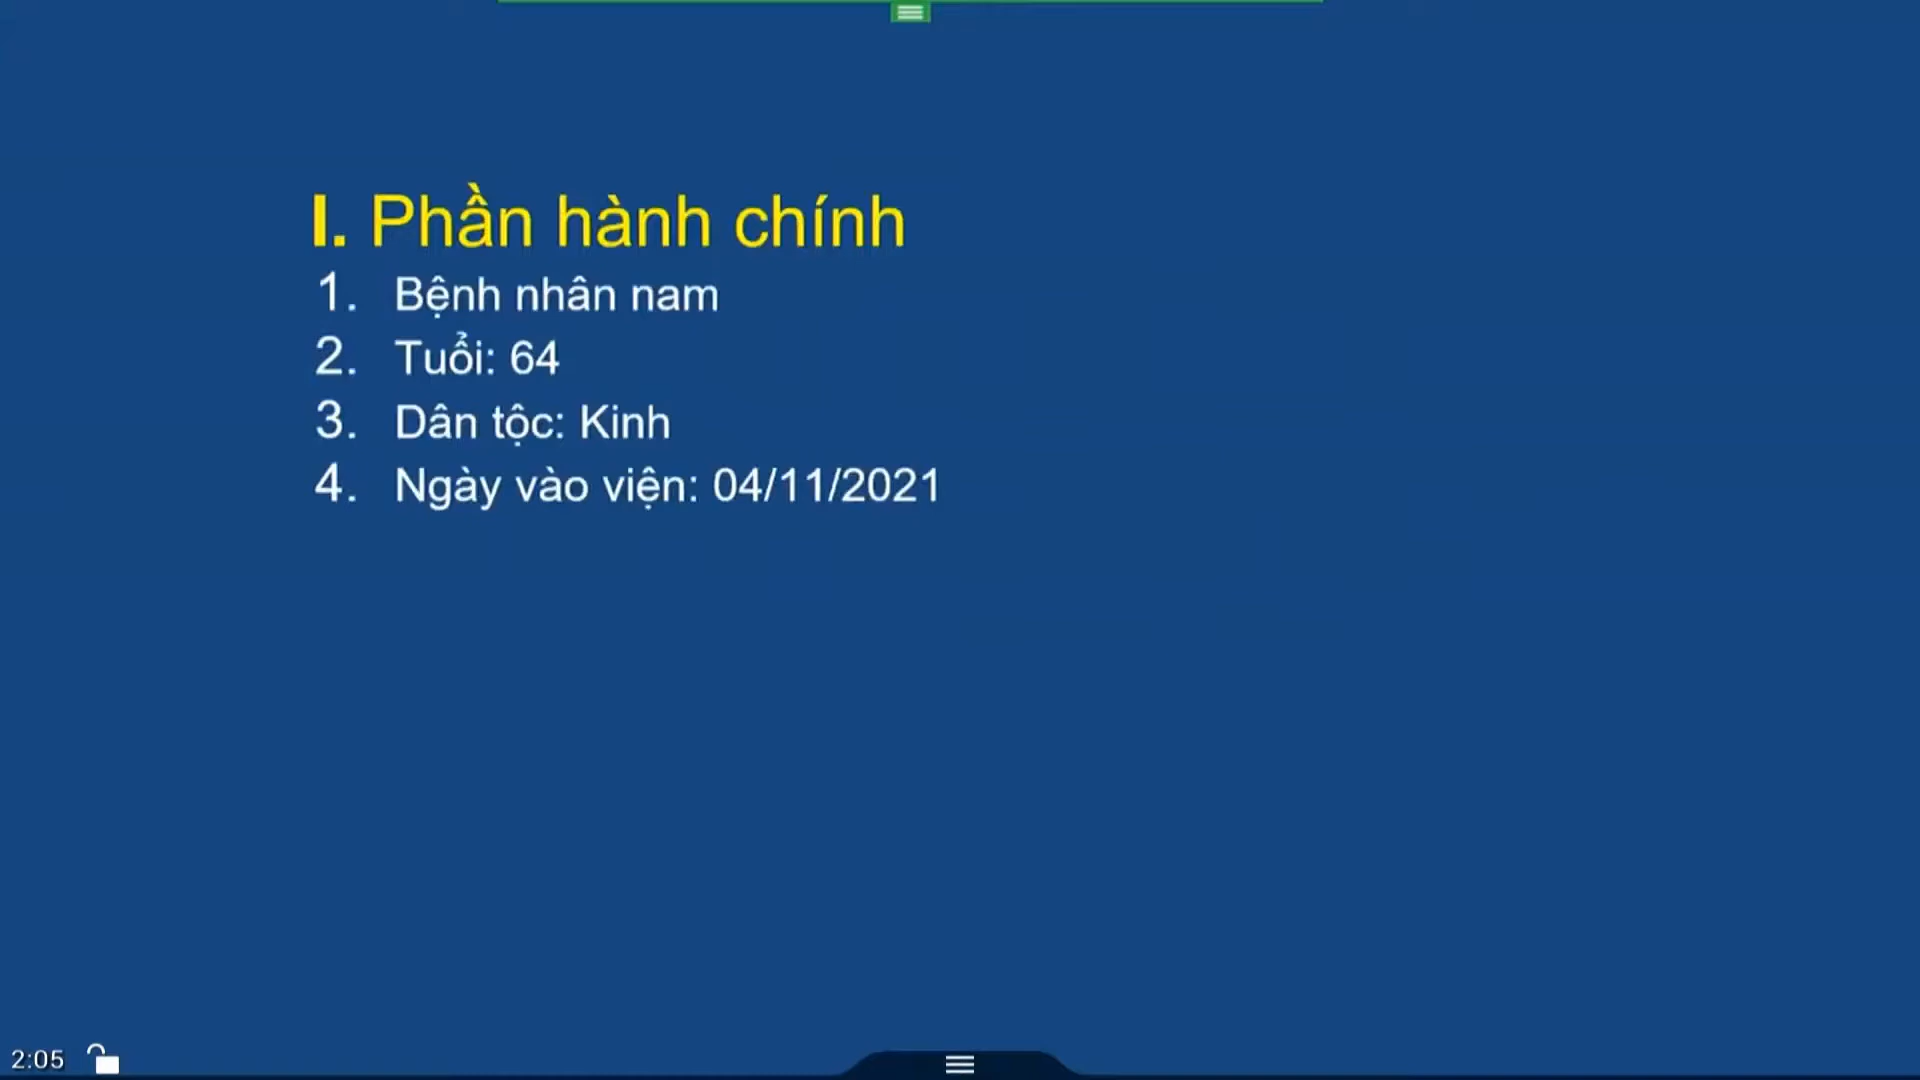 I. Phần hành chính
1. Bệnh nhân nam
2. Tuổi: 64
3. Dân tộc: Kinh
4. Ngày vào viện: 04/11/2021
2:05